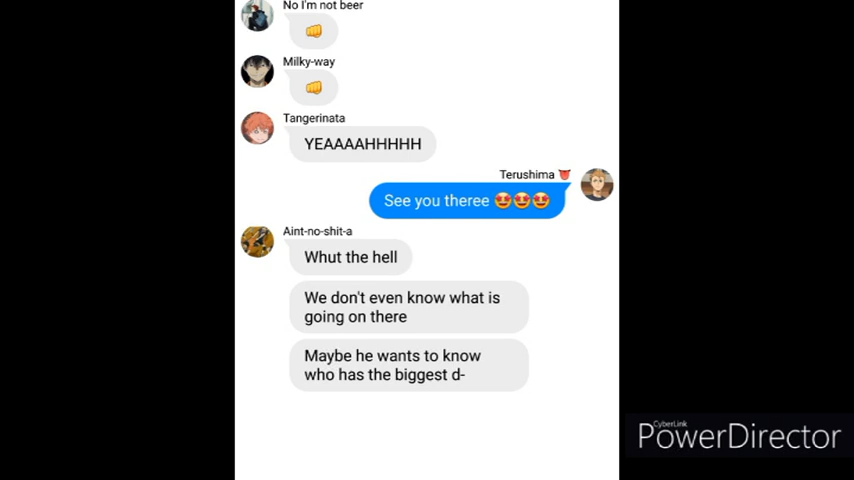 No I'm not beer
👊
Milky-way
👊
Tangerinata
YEAAAAHHHHH
Terushima 👅
See you theree 🤩🤩🤩
Aint-no-shit-a
Whut the hell
We don't even know what is
going on there
Maybe he wants to know
who has the biggest d-
CyberLink
PowerDirector